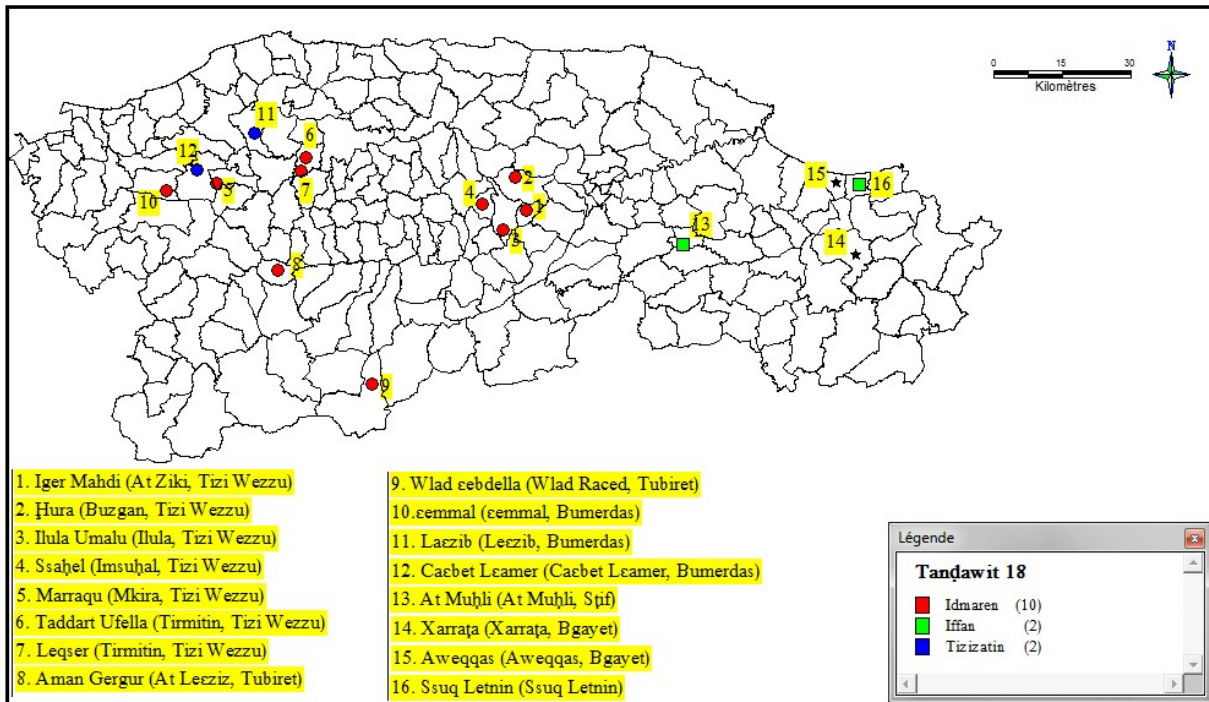 N
0 15 30
Kilomètres
11
6
12
7
10
5
2
4
1
3
13
15
16
14
8
9
1. Iger Mahdi (At Ziki, Tizi Wezzu)
2. Ḥura (Buzgan, Tizi Wezzu)
3. Ilula Umalu (Ilula, Tizi Wezzu)
4. Ssaḥel (Imsuḥal, Tizi Wezzu)
5. Marraqu (Mkira, Tizi Wezzu)
6. Taddart Ufella (Tirmitin, Tizi Wezzu)
7. Leqser (Tirmitin, Tizi Wezzu)
8. Aman Gergur (At Leɛziz, Tubiret)
9. Wlad ɛebdella (Wlad Raced, Tubiret)
10.ɛemmal (ɛemmal, Bumerdas)
11. Laɛzib (Leɛzib, Bumerdas)
12. Caɛbet Lɛamer (Caɛbet Lɛamer, Bumerdas)
13. At Muḥli (At Muḥli, Sṭif)
14. Xarraṭa (Xarraṭa, Bgayet)
15. Aweqqas (Aweqqas, Bgayet)
16. Ssuq Letnin (Ssuq Letnin)
Légende
Tanḍawit 18
Idmaren (10)
Iffan (2)
Tizizatin (2)